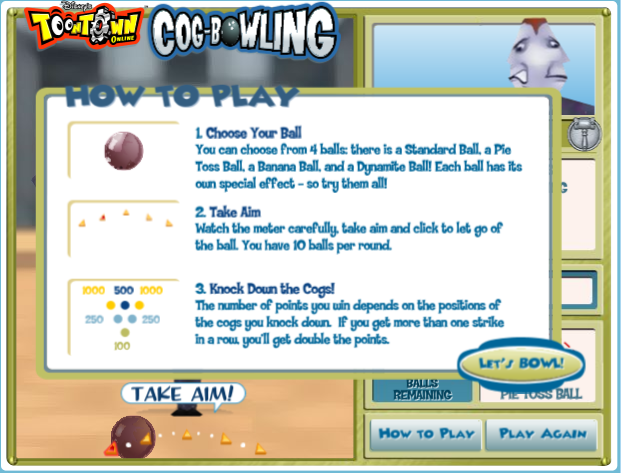 Disney's
TOONTOWN
ONLINE
COG-BOWLING
HOW TO PLAY
1. Choose Your Ball
You can choose from 4 balls: there is a Standard Ball, a Pie
Toss Ball, a Banana Ball, and a Dynamite Ball! Each ball has its
own special effect - so try them all!
2. Take Aim
Watch the meter carefully, take aim and click to let go of
the ball. You have 10 balls per round.
3. Knock Down the Cogs!
The number of points you win depends on the positions of
the cogs you knock down. If you get more than one strike
in a row, you'll get double the points.
1000 500 1000
250 250
100
LET'S BOWL!
BALLS
REMAINING
PIE TOSS BALL
TAKE AIM!
HOW TO PLAY
PLAY AGAIN